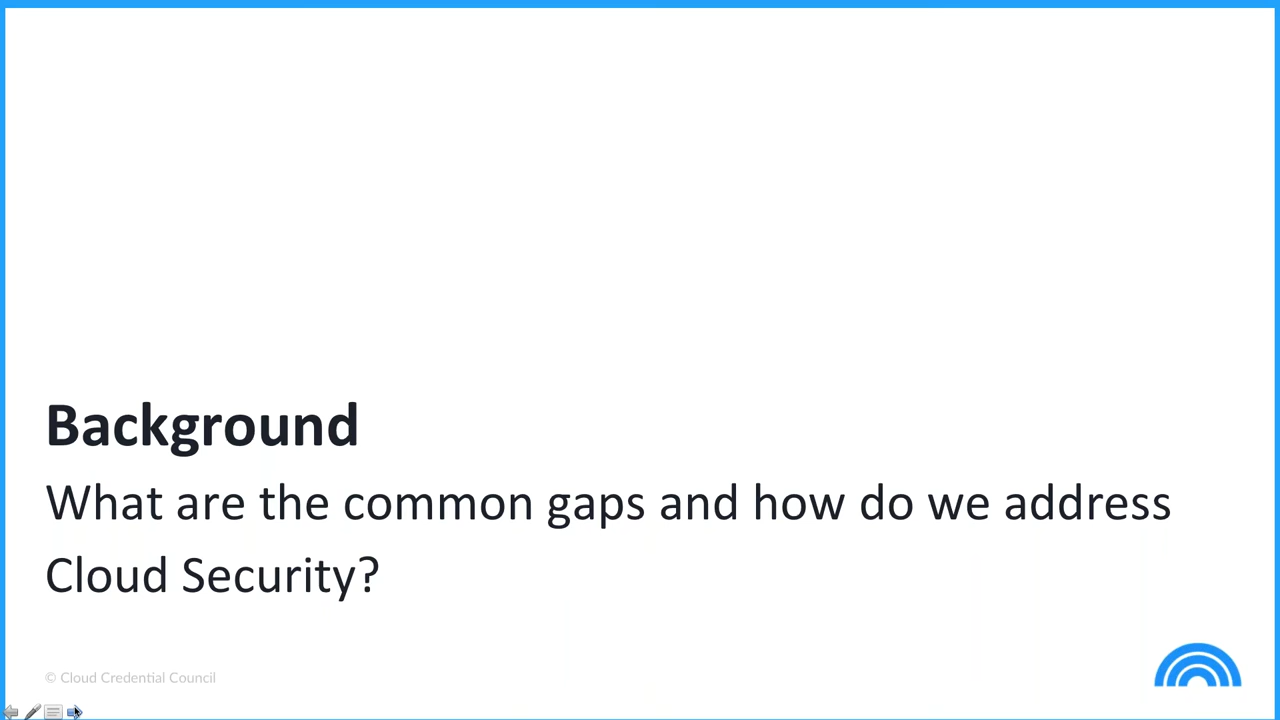 Background
What are the common gaps and how do we address
Cloud Security?
© Cloud Credential Council